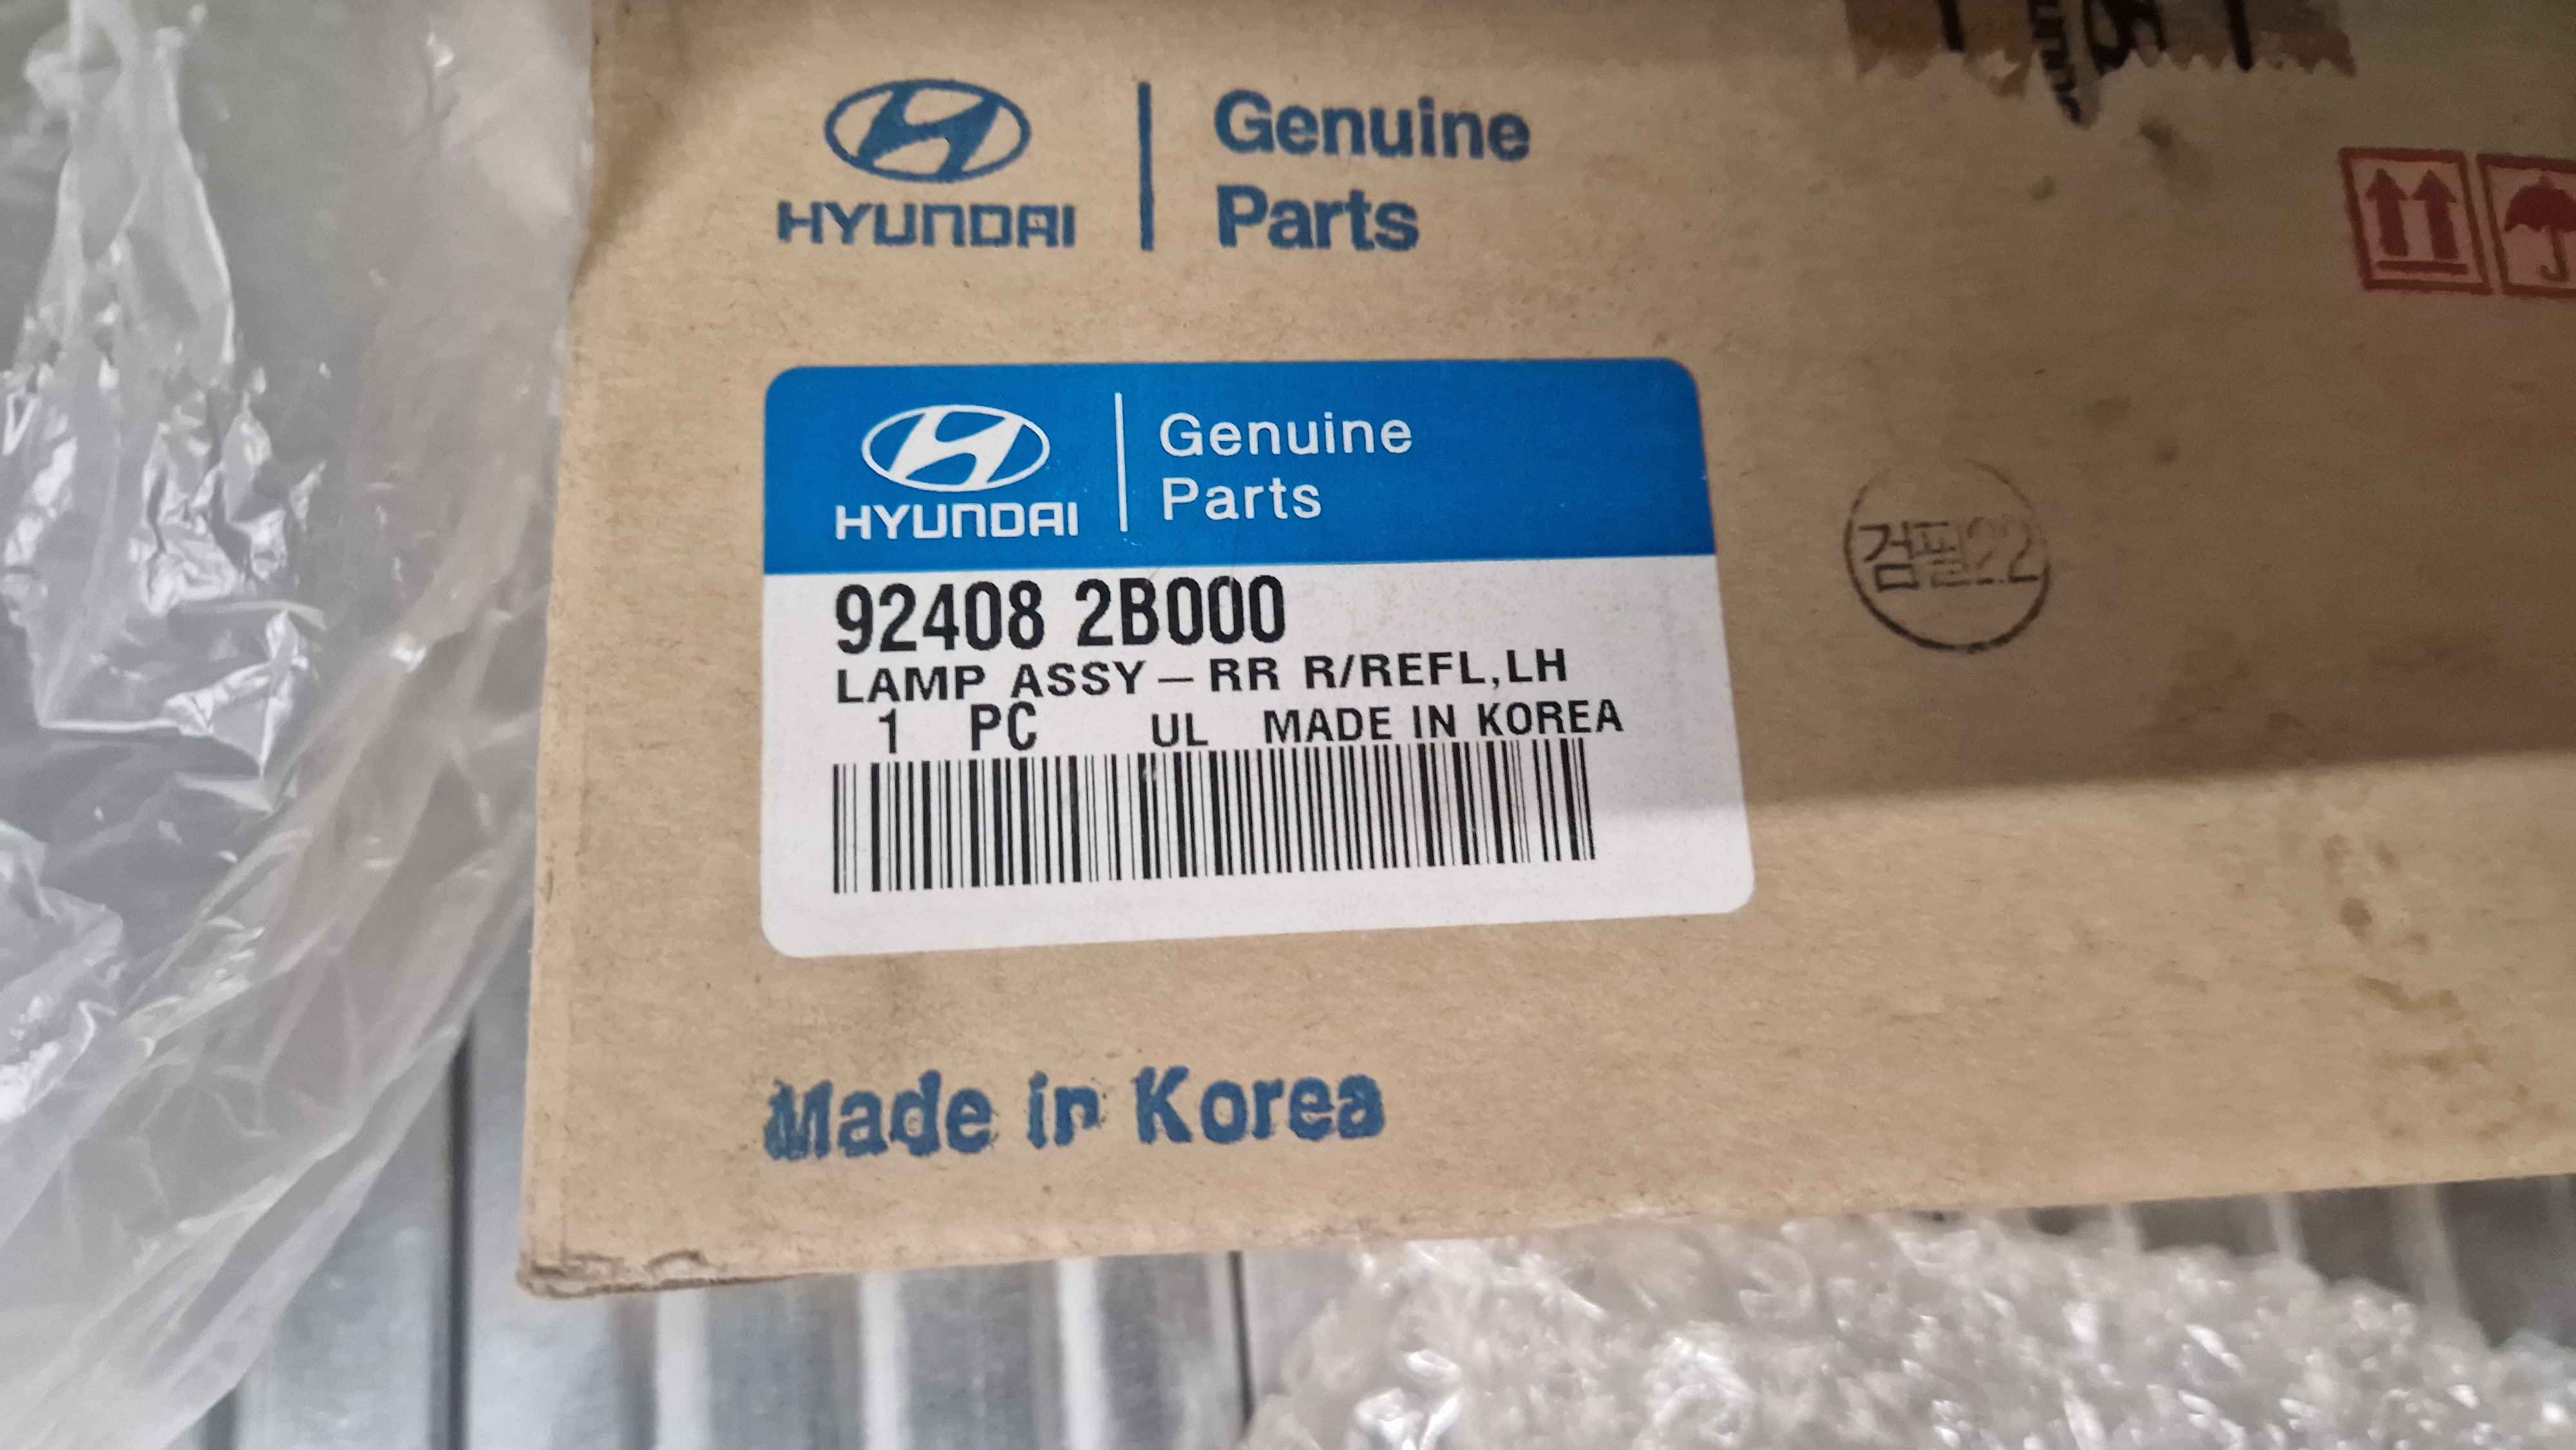 HYUNDAI
Genuine
Parts
HYUNDAI
Genuine
Parts
92408 2B000
LAMP ASSY-RR R/REFL,LH
1 PC UL MADE IN KOREA
검필22
Made in Korea